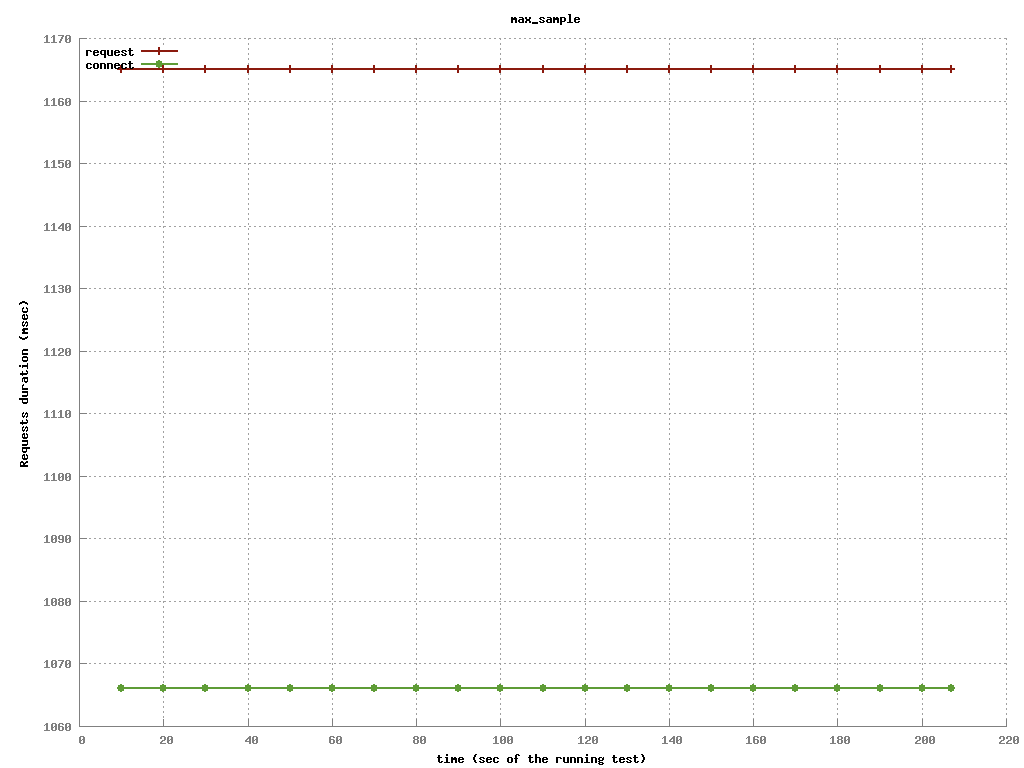 max_sample
request
connect
1170
1160
1150
1140
1130
1120
1110
1100
1090
1080
1070
1060
Requests duration (msec)
0 20 40 60 80 100 120 140 160 180 200 220
time (sec of the running test)